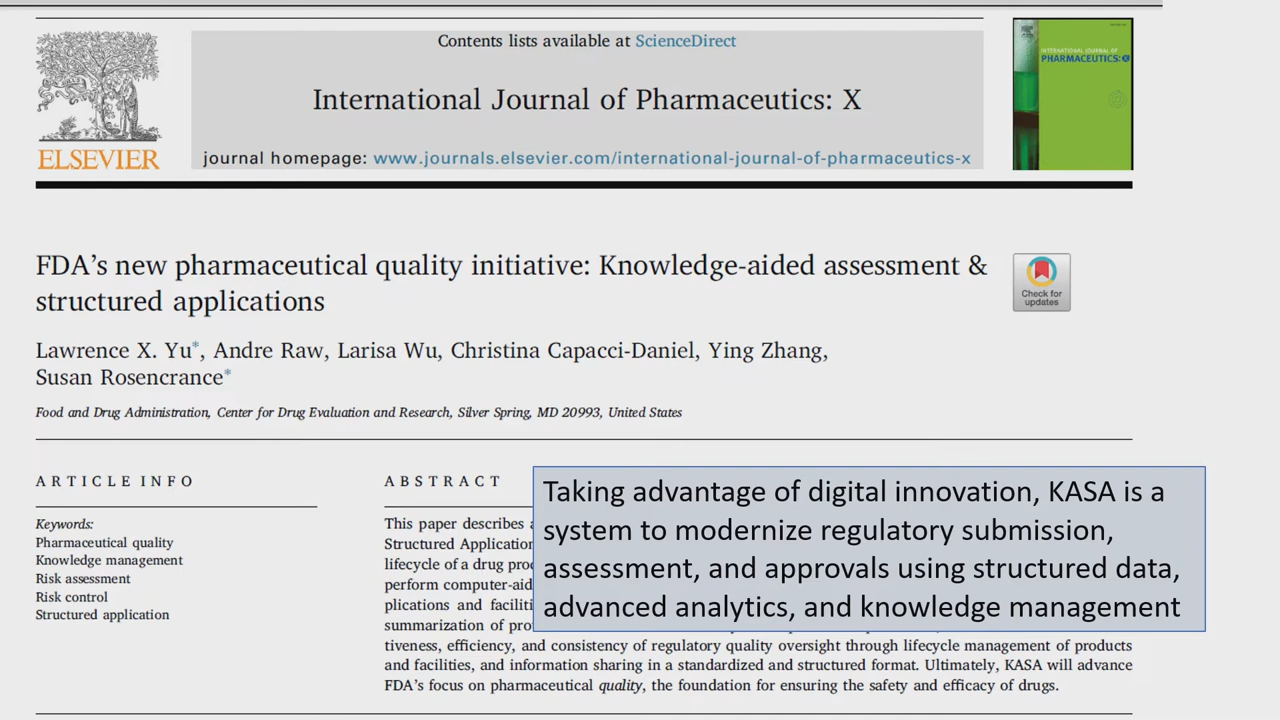 Contents lists available at ScienceDirect
International Journal of Pharmaceutics: X
journal homepage: www.journals.elsevier.com/international-journal-of-pharmaceutics-x
ELSEVIER
INTERNATIONAL JOURNAL OF
PHARMACEUTICS: X
FDA's new pharmaceutical quality initiative: Knowledge-aided assessment &
structured applications
Check for
updates
Lawrence X. Yu*, Andre Raw, Larisa Wu, Christina Capacci-Daniel, Ying Zhang,
Susan Rosencrance*
Food and Drug Administration, Center for Drug Evaluation and Research, Silver Spring, MD 20993, United States
ARTICLE INFO
Keywords:
Pharmaceutical quality
Knowledge management
Risk assessment
Risk control
Structured application
ABSTRACT
This paper describes
Structured Application
lifecycle of a drug
perform
plications and
summarization of
tiveness, efficiency, and consistency of regulatory quality oversight through lifecycle management of products
and facilities, and information sharing in a standardized and structured format. Ultimately, KASA will advance
FDA's focus on pharmaceutical quality, the foundation for ensuring the safety and efficacy of drugs.
Taking advantage of digital innovation, KASA is a
system to modernize regulatory submission,
assessment, and approvals using structured data,
advanced analytics, and knowledge management